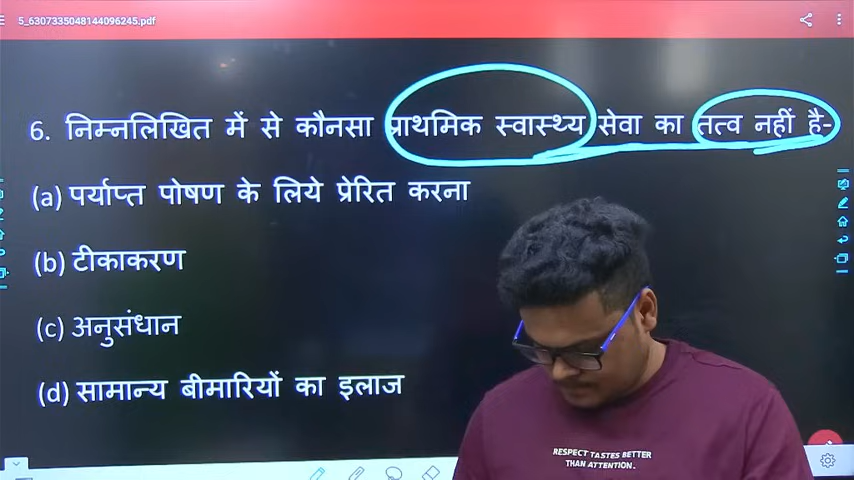 5_6307335048144096245.pdf
6. निम्नलिखित में से कौनसा प्राथमिक स्वास्थ्य सेवा का तत्व नहीं है-
(a) पर्याप्त पोषण के लिये प्रेरित करना
(b) टीकाकरण
(c) अनुसंधान
(d) सामान्य बीमारियों का इलाज
RESPECT TASTES BETTER
THAN ATTENTION.